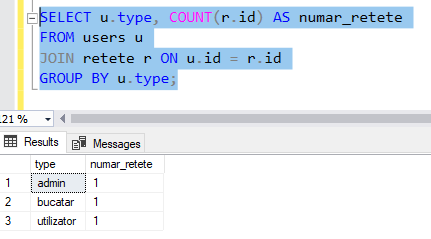 SELECT u.type, COUNT(r.id) AS numar_retete
FROM users u
JOIN retete r ON u.id = r.id
GROUP BY u.type;
121 %
Results Messages
type numar_retete
1 admin 1
2 bucatar 1
3 utilizator 1